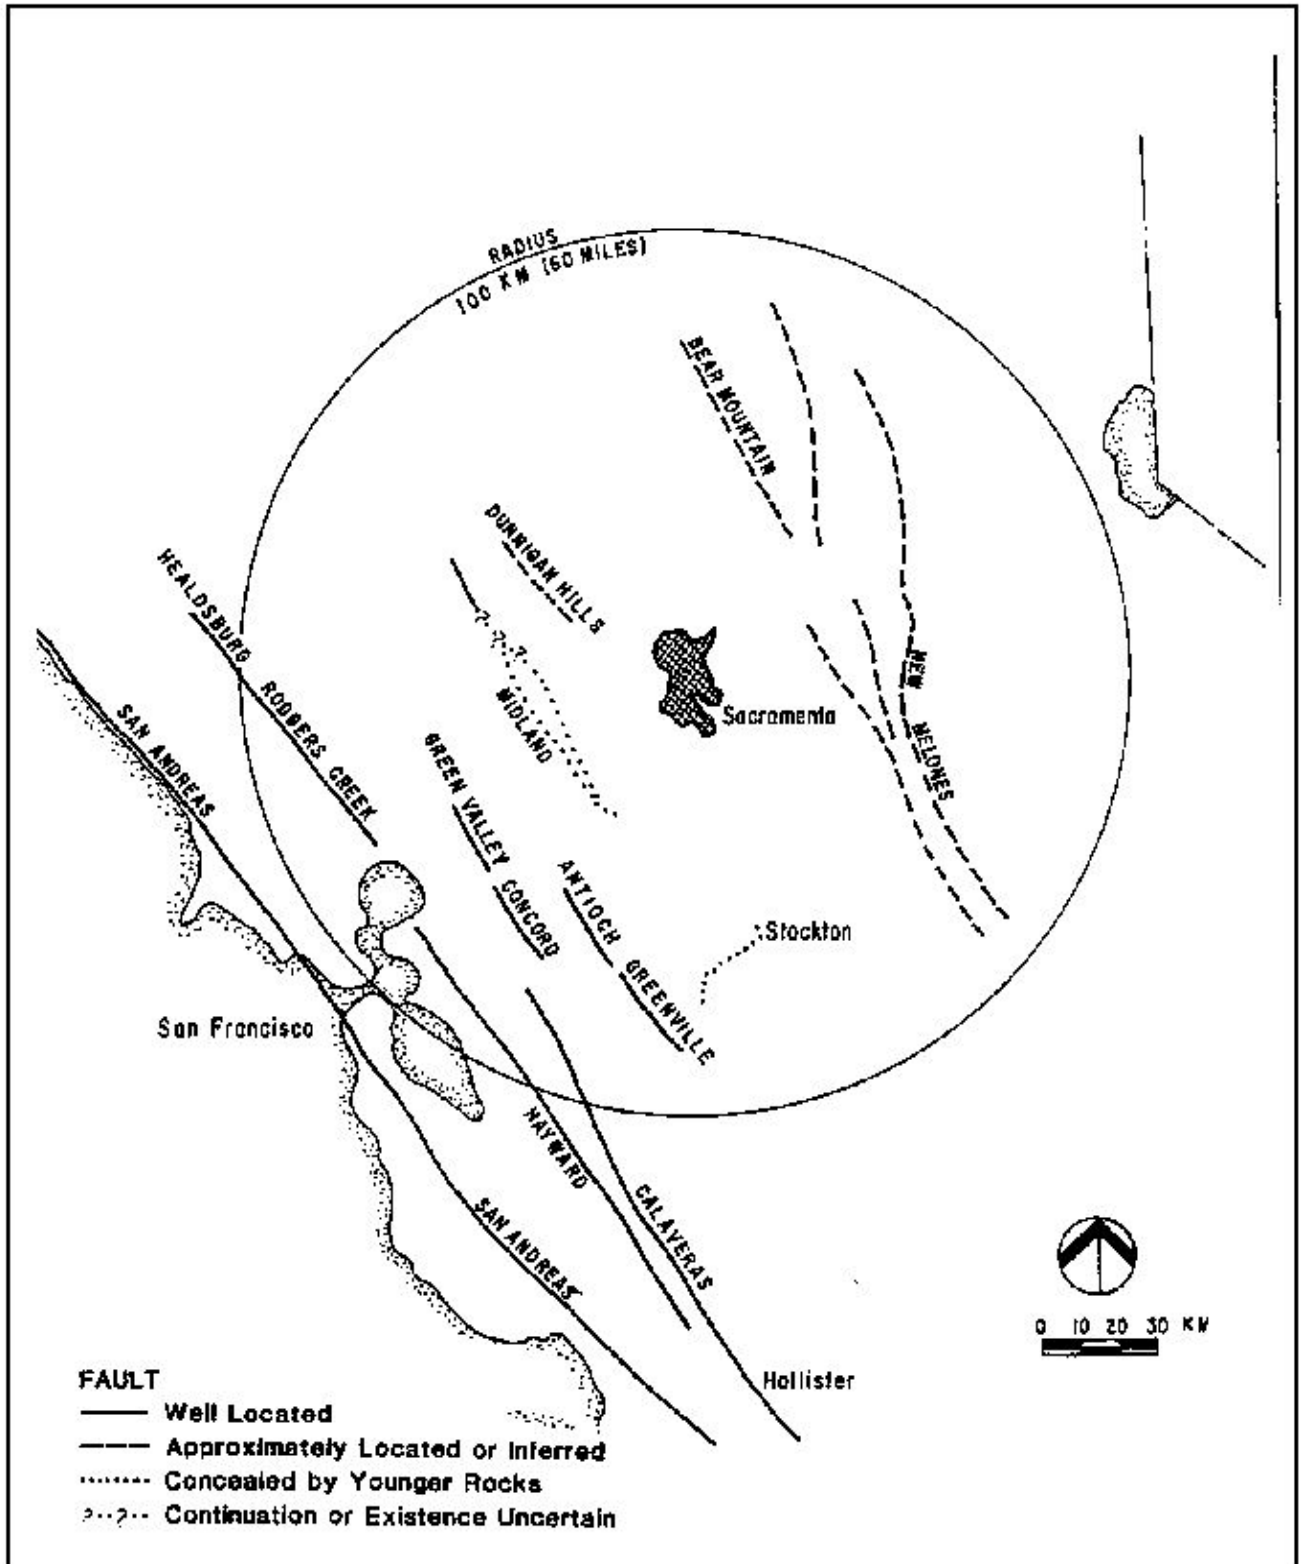 RADIUS
100 KM (60 MILES)
BEAR MOUNTAIN
DUNNIGAN HILLS
HEALDSBURG RODGERS CREEK
SAN ANDREAS
MIDLAND
NEW MELONES
Sacramento
GREEN VALLEY CONCORD
ANTIOCH GREENVILLE
Stockton
San Francisco
HAYWARD
CALAVERAS
SAN ANDREAS
0 10 20 30 KM
Hollister
FAULT
Well Located
Approximately Located or Inferred
Concealed by Younger Rocks
?..?.. Continuation or Existence Uncertain
? ? ?